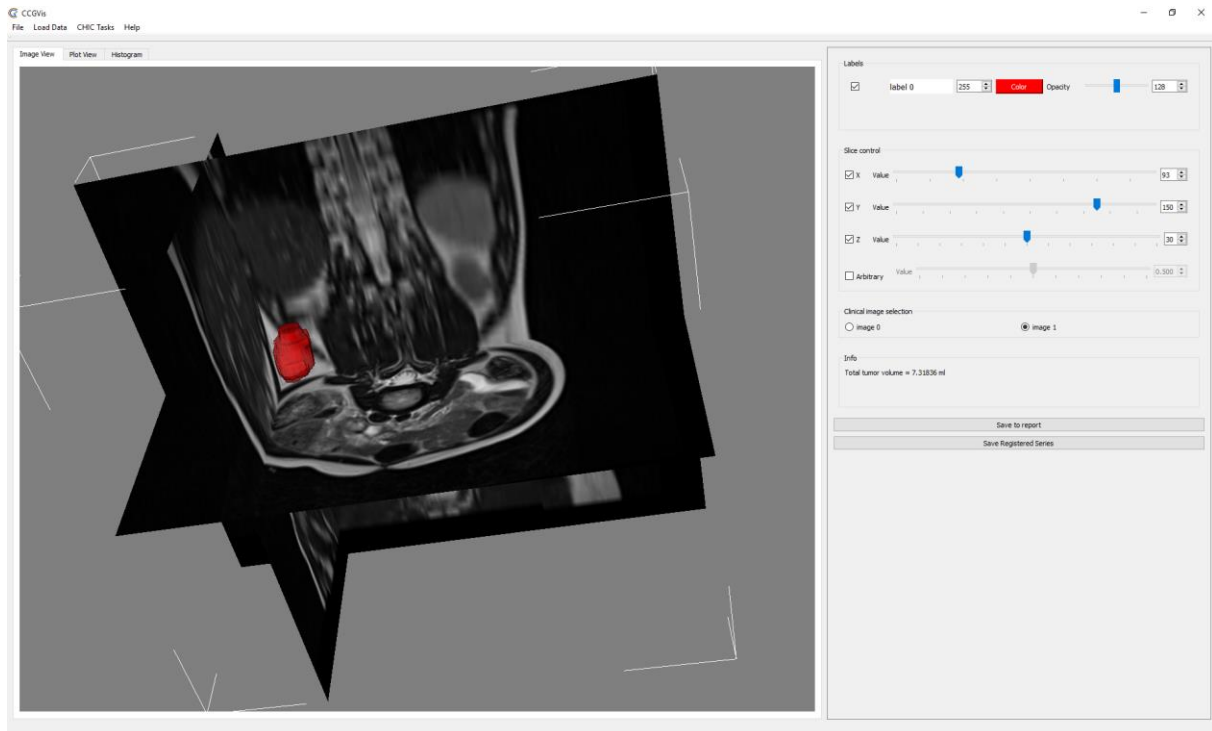 CCGVis
File Load Data CHIC Tasks Help
Image View Plot View Histogram
Labels
label 0 255 Color Opacity 128
Slice control
X Value 93
Y Value 150
Z Value 30
Arbitrary Value 0.500
Clinical image selection
image 0 image 1
Info
Total tumor volume = 7.31836 ml
Save to report
Save Registered Series